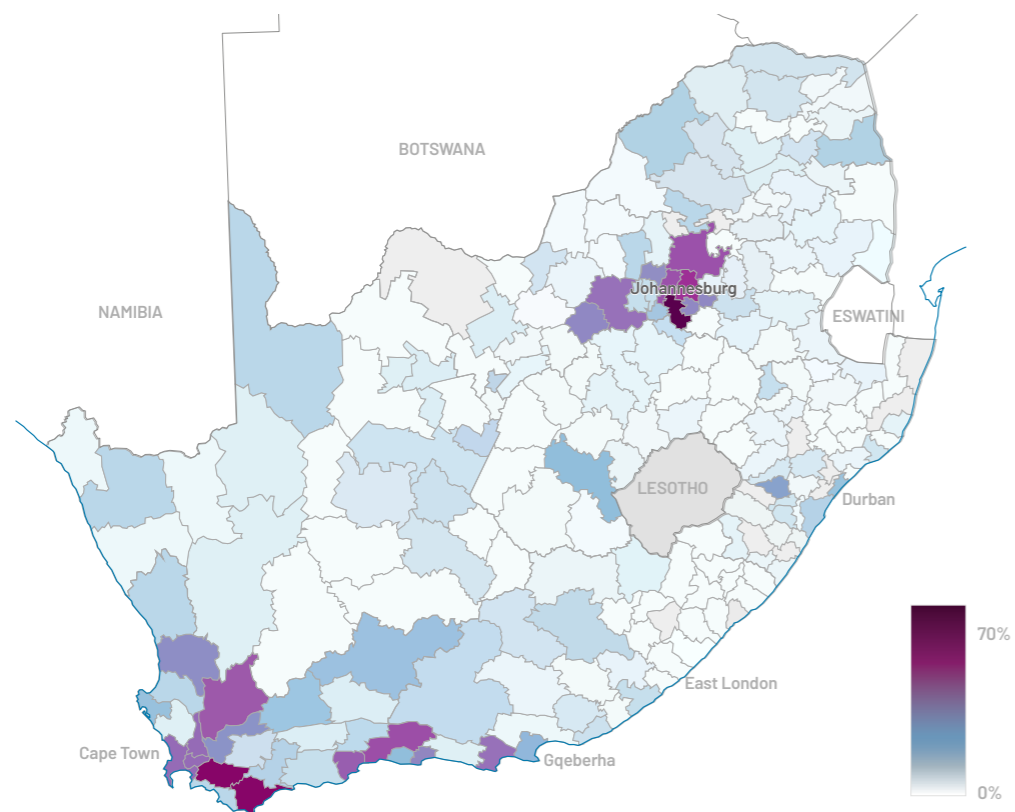 BOTSWANA
NAMIBIA
Johannesburg
ESWATINI
LESOTHO
Durban
70%
East London
Cape Town
Gqeberha
0%